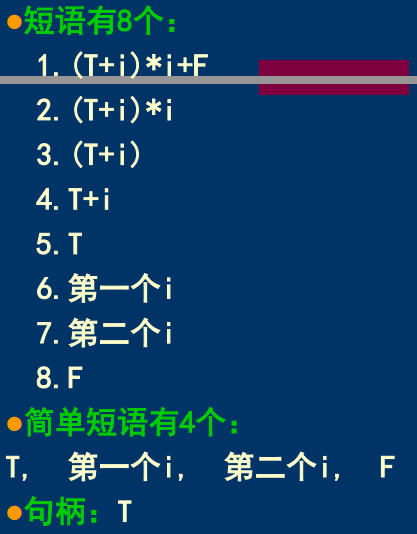 ●短语有8个：
1.(T+i)*i+F
2.(T+i)*i
3.(T+i)
4.T+i
5.T
6.第一个i
7.第二个i
8.F
●简单短语有4个：
T,  第一个i,  第二个i,  F
●句柄：T